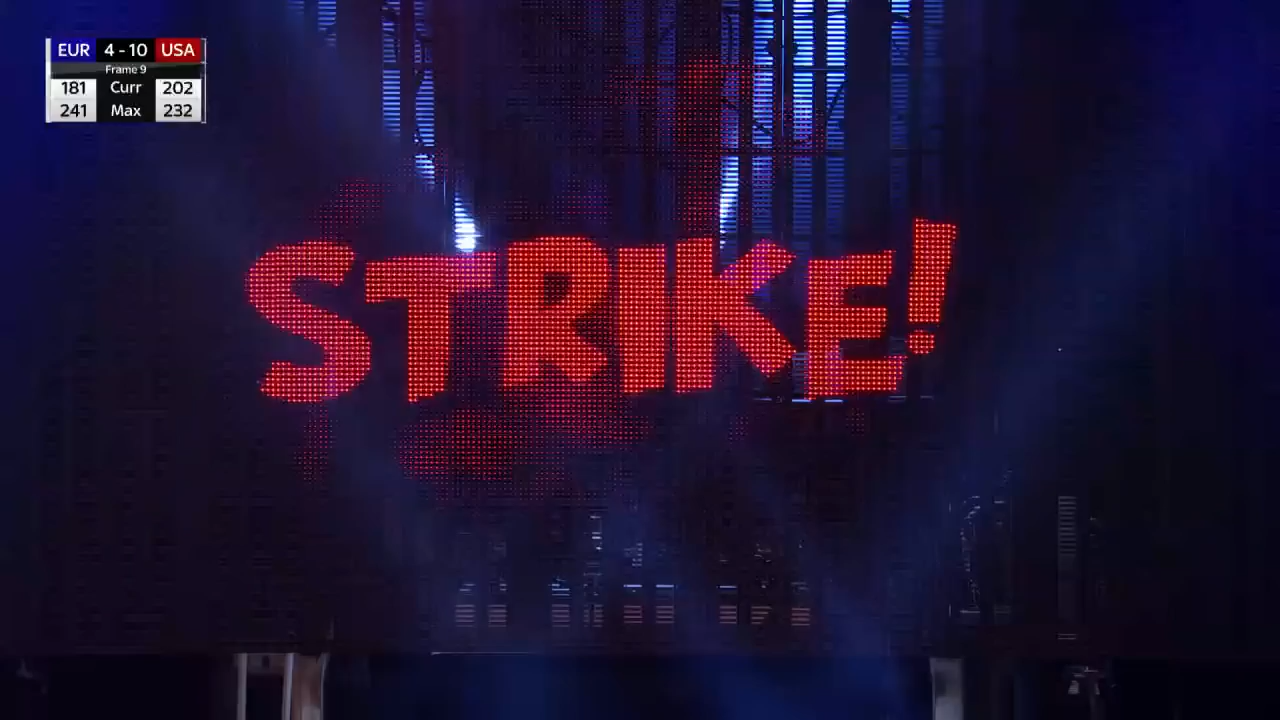 EUR 4 - 10 USA
Frame 9
181 Curr 202
241 Max 232
STRIKE!